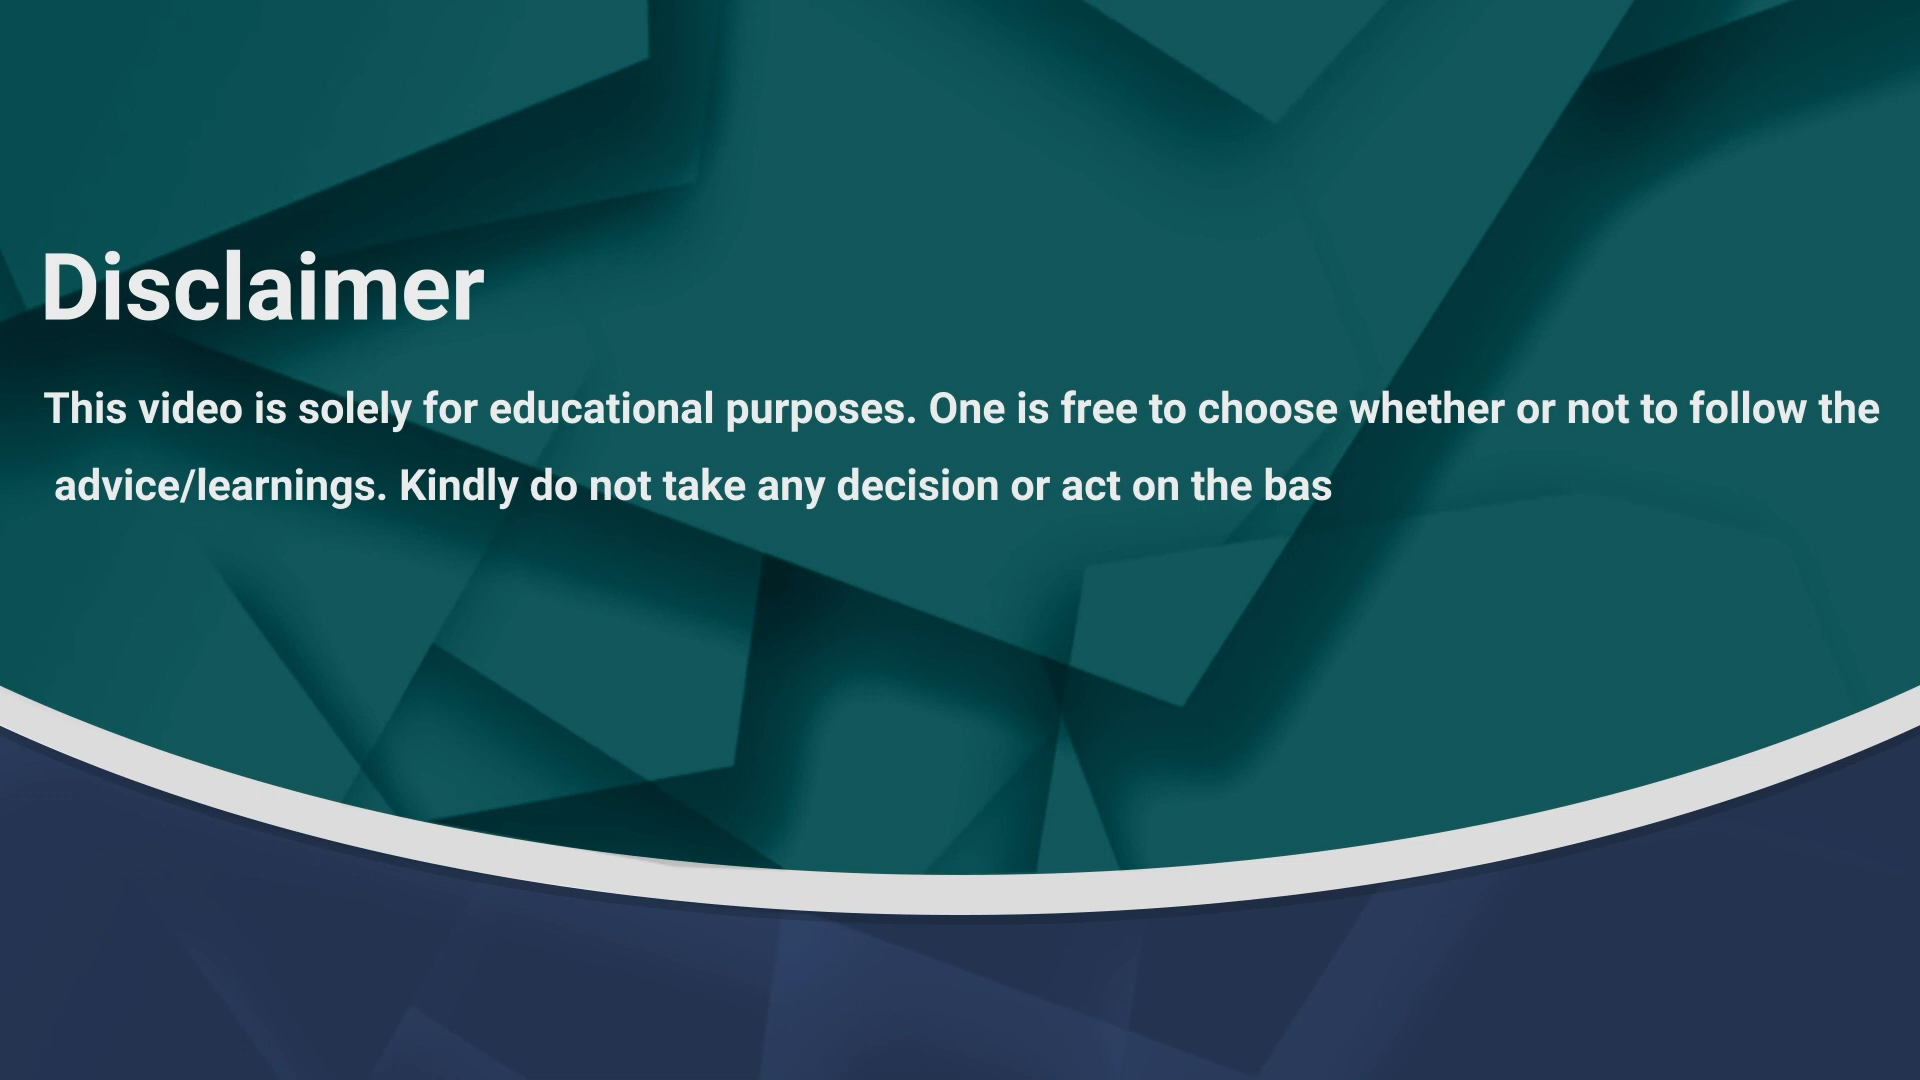 Disclaimer
This video is solely for educational purposes. One is free to choose whether or not to follow the
advice/learnings. Kindly do not take any decision or act on the bas